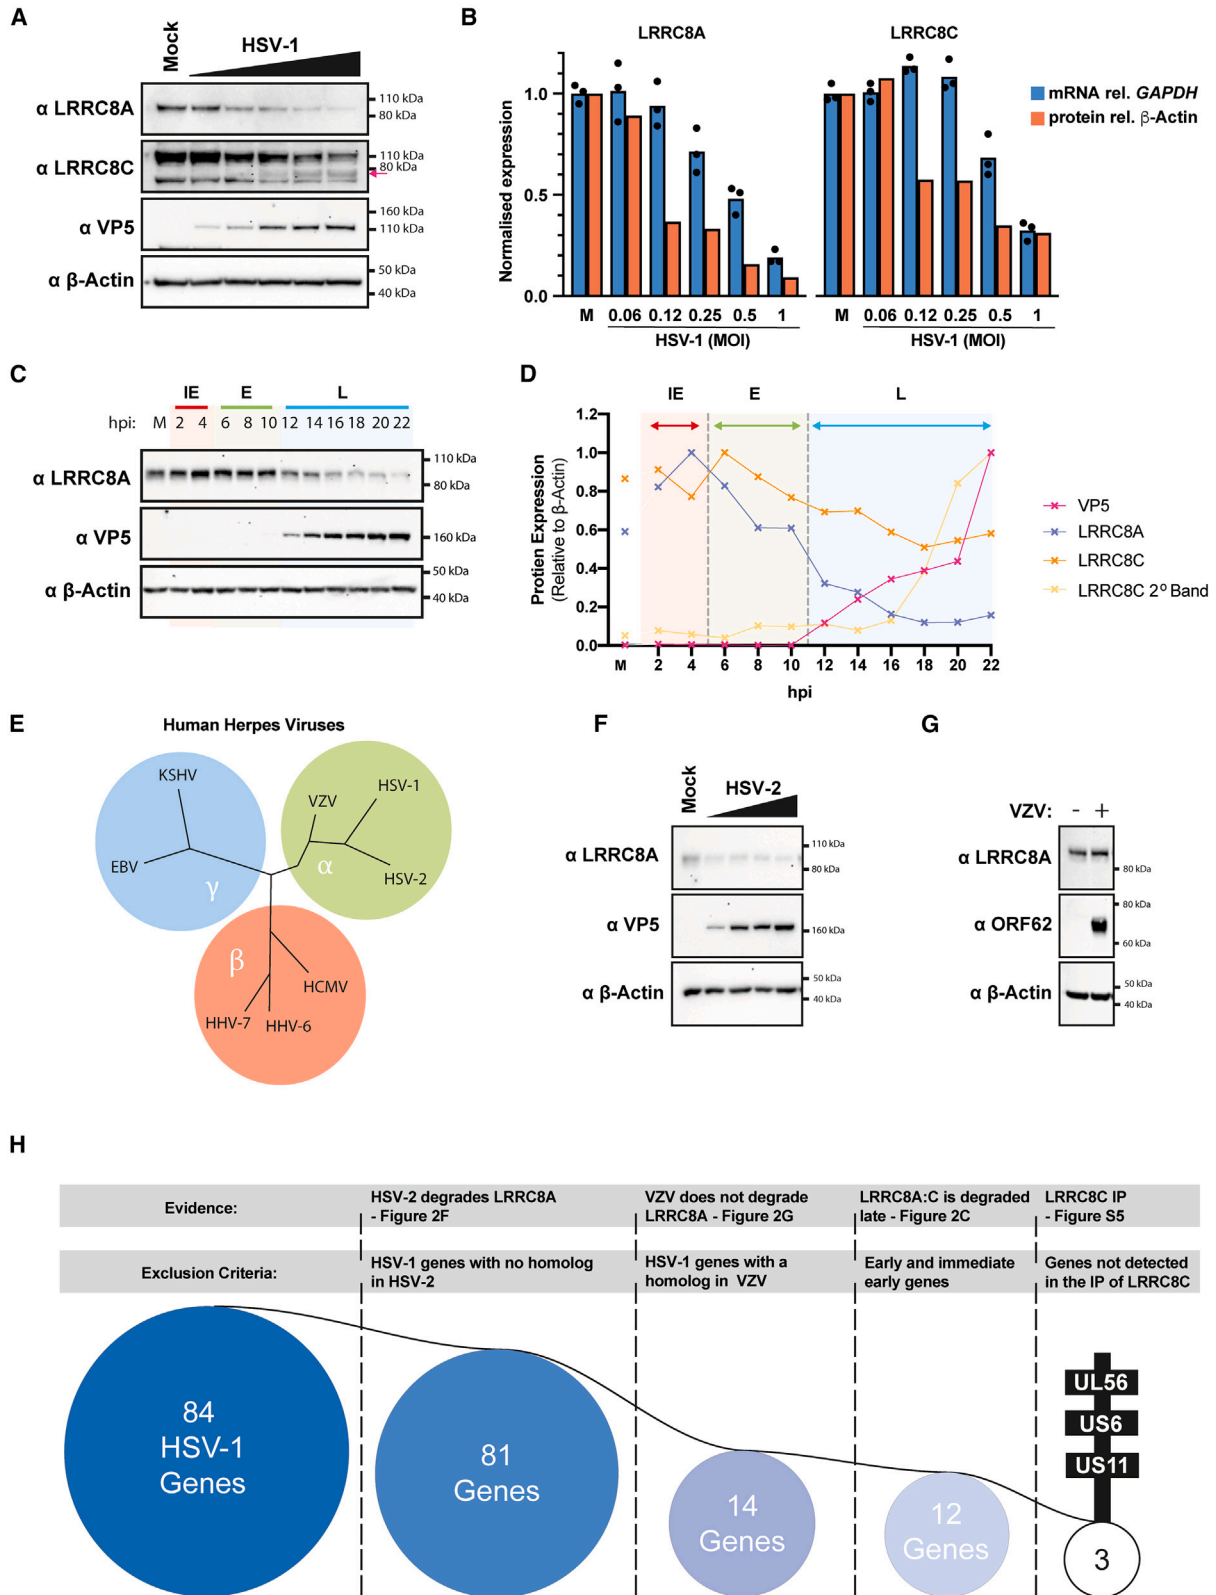 A
Mock
HSV-1
α LRRC8A
110 kDa
80 kDa
α LRRC8C
110 kDa
80 kDa
α VP5
160 kDa
110 kDa
α β-Actin
50 kDa
40 kDa
B
LRRC8A
LRRC8C
Normalised expression
1.0
0.5
0.0
M 0.06 0.12 0.25 0.5 1
HSV-1 (MOI)
M 0.06 0.12 0.25 0.5 1
HSV-1 (MOI)
mRNA rel. GAPDH
protein rel. β-Actin
C
IE E L
hpi: M 2 4 6 8 10 12 14 16 18 20 22
α LRRC8A
110 kDa
80 kDa
α VP5
160 kDa
α β-Actin
50 kDa
40 kDa
D
IE E L
Protien Expression
(Relative to β-Actin)
1.2
1.0
0.8
0.6
0.4
0.2
0.0
M 2 4 6 8 10 12 14 16 18 20 22
hpi
VP5
LRRC8A
LRRC8C
LRRC8C 2º Band
E
Human Herpes Viruses
KSHV
EBV
γ
VZV
HSV-1
HSV-2
α
β
HCMV
HHV-7
HHV-6
F
Mock
HSV-2
α LRRC8A
110 kDa
80 kDa
α VP5
160 kDa
α β-Actin
50 kDa
40 kDa
G
VZV: - +
α LRRC8A
80 kDa
α ORF62
80 kDa
60 kDa
α β-Actin
50 kDa
40 kDa
H
Evidence:
HSV-2 degrades LRRC8A
- Figure 2F
VZV does not degrade
LRRC8A - Figure 2G
LRRC8A:C is degraded
late - Figure 2C
LRRC8C IP
- Figure S5
Exclusion Criteria:
HSV-1 genes with no homolog
in HSV-2
HSV-1 genes with a
homolog in VZV
Early and immediate
early genes
Genes not detected
in the IP of LRRC8C
84
HSV-1
Genes
81
Genes
14
Genes
12
Genes
UL56
US6
US11
3